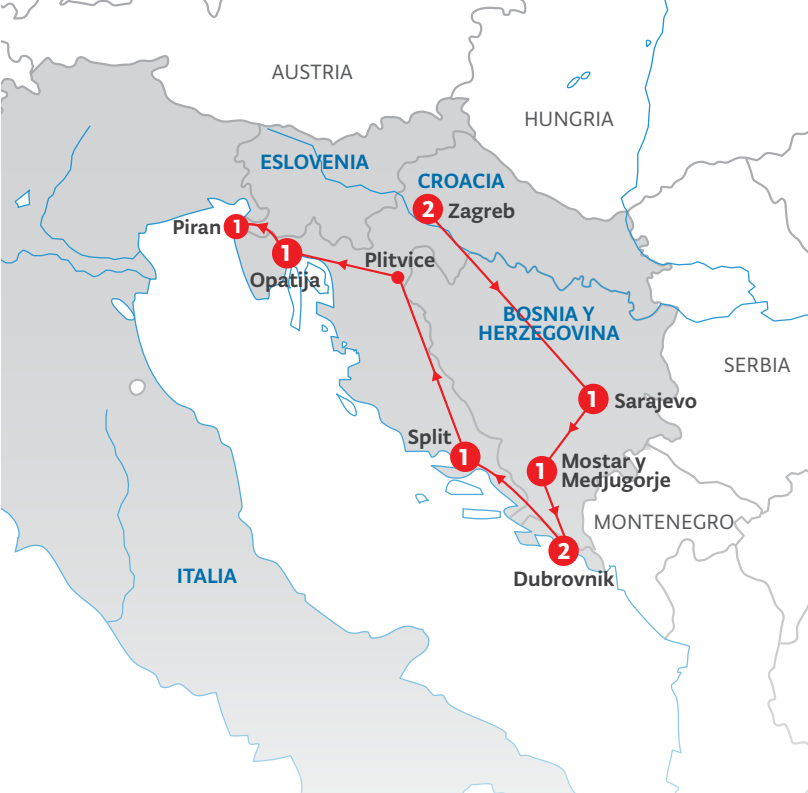 AUSTRIA
HUNGRIA
ESLOVENIA
CROACIA
2 Zagreb
Piran 1
1
Opatija
Plitvice
BOSNIA Y
HERZEGOVINA
SERBIA
1 Sarajevo
Split
1
1 Mostar y
Medjugorje
MONTENEGRO
2
Dubrovnik
ITALIA